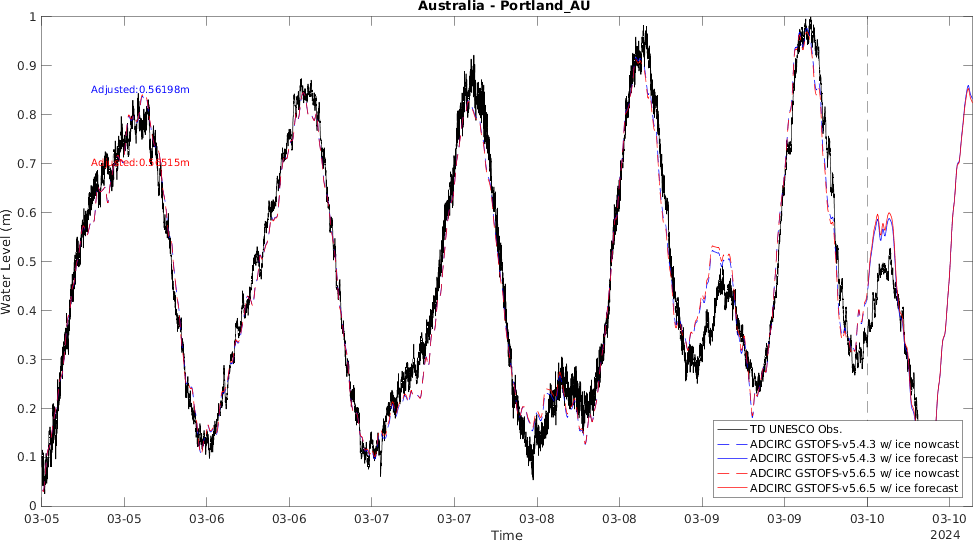 Australia - Portland_AU
Water Level (m)
1
0.9
0.8
0.7
0.6
0.5
0.4
0.3
0.2
0.1
0
Adjusted:0.56198m
Adjusted:0.56515m
TD UNESCO Obs.
ADCIRC GSTOFS-v5.4.3 w/ ice nowcast
ADCIRC GSTOFS-v5.4.3 w/ ice forecast
ADCIRC GSTOFS-v5.6.5 w/ ice nowcast
ADCIRC GSTOFS-v5.6.5 w/ ice forecast
03-05 03-05 03-06 03-06 03-07 03-07 03-08 03-08 03-09 03-09 03-10 03-10
2024
Time